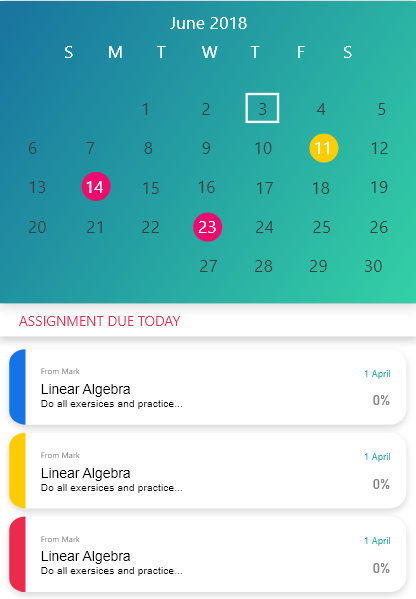 June 2018
S M T W T F S
1 2 3 4 5
6 7 8 9 10 11 12
13 14 15 16 17 18 19
20 21 22 23 24 25 26
27 28 29 30
ASSIGNMENT DUE TODAY
From Mark
1 April
Linear Algebra
Do all exersices and practice...
0%
From Mark
1 April
Linear Algebra
Do all exersices and practice...
0%
From Mark
1 April
Linear Algebra
Do all exersices and practice...
0%